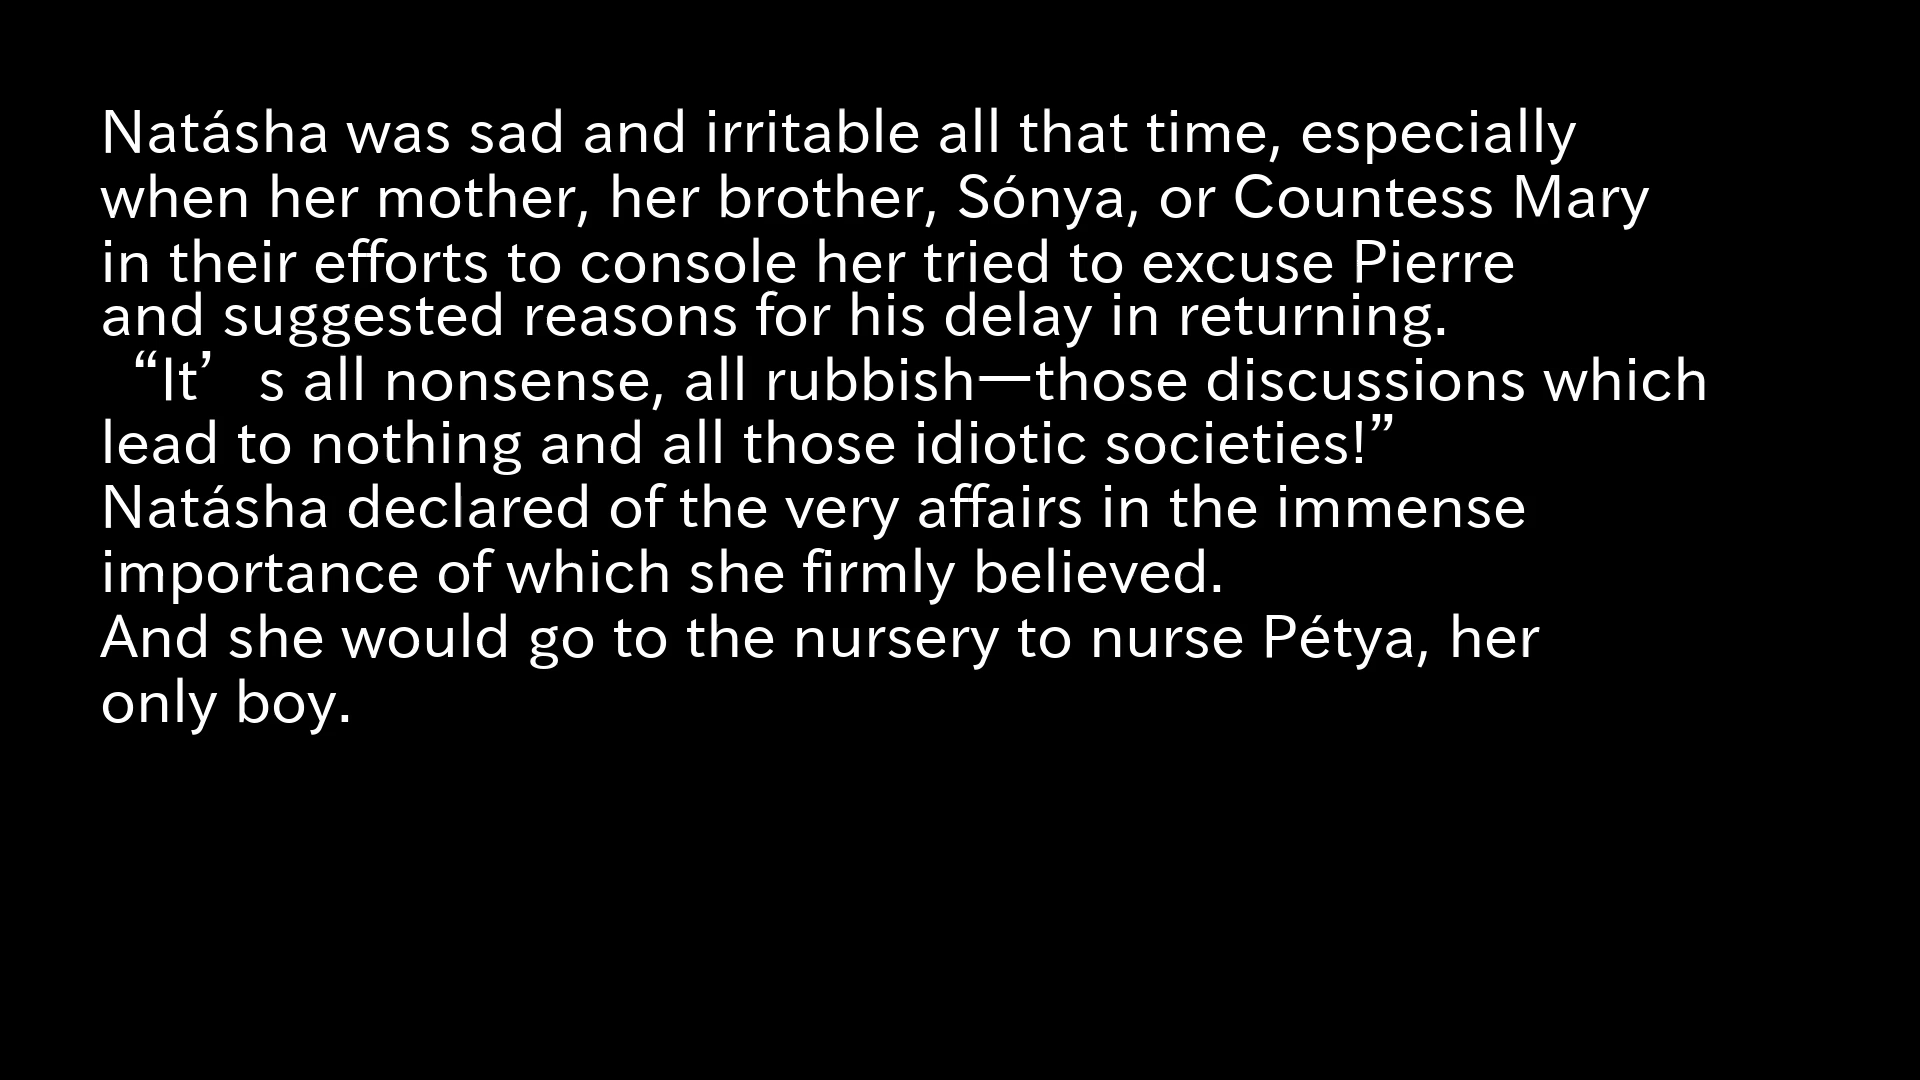 Natásha was sad and irritable all that time, especially
when her mother, her brother, Sónya, or Countess Mary
in their efforts to console her tried to excuse Pierre
and suggested reasons for his delay in returning.
“It’s all nonsense, all rubbish—those discussions which
lead to nothing and all those idiotic societies!”
Natásha declared of the very affairs in the immense
importance of which she firmly believed.
And she would go to the nursery to nurse Pétya, her
only boy.